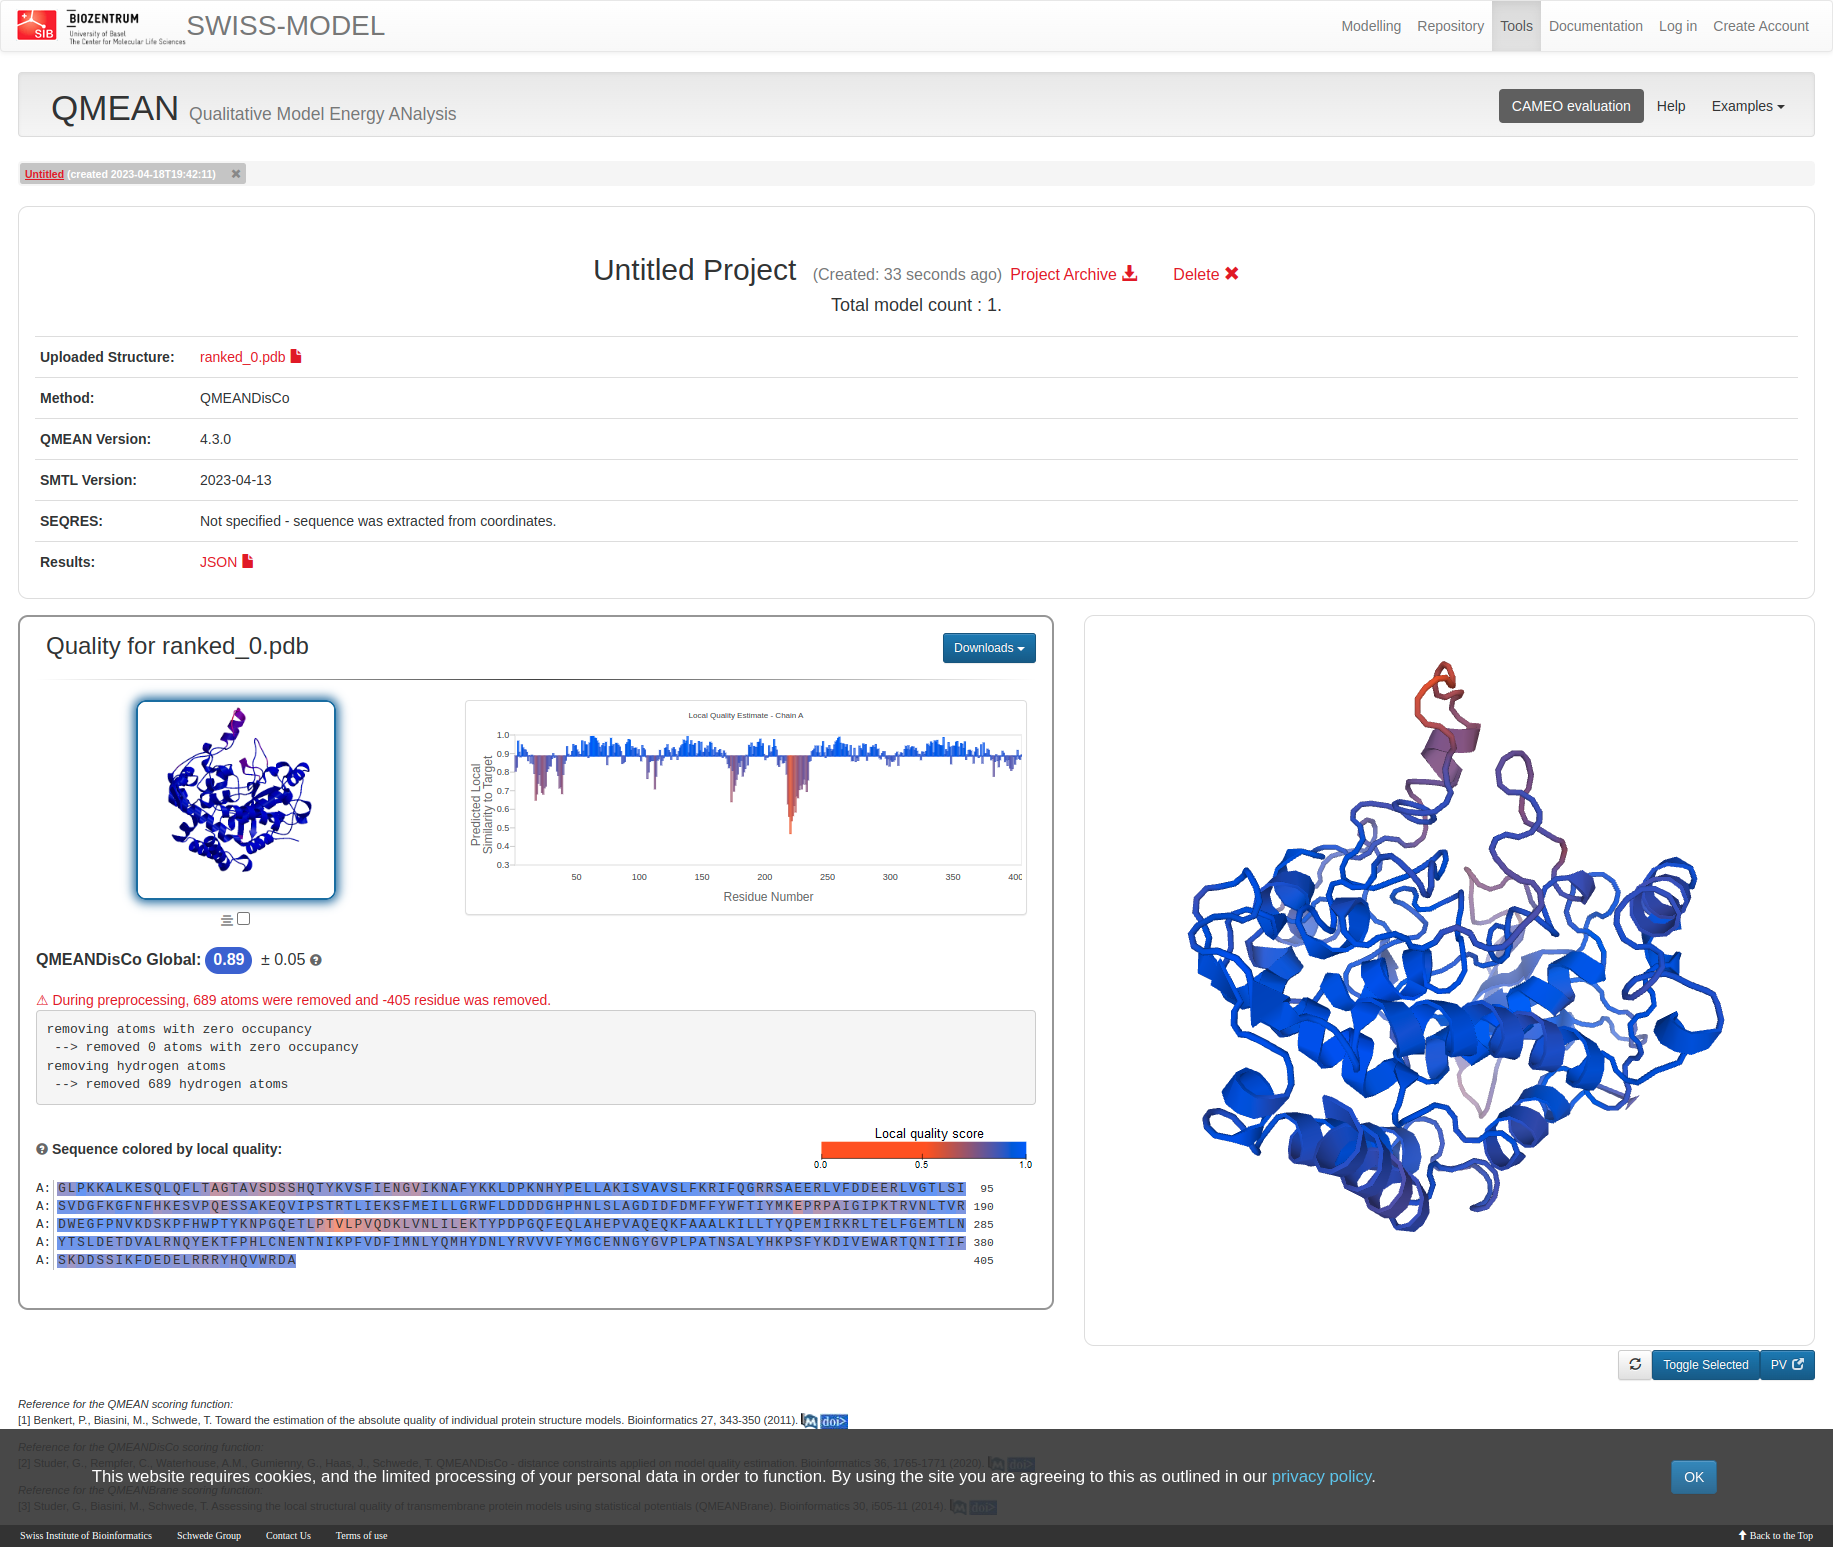 SIB
BIOZENTRUM
University of Basel
The Center for Molecular Life Sciences
SWISS-MODEL
Modelling Repository Tools Documentation Log in Create Account
QMEAN Qualitative Model Energy ANalysis
CAMEO evaluation Help Examples
Untitled (created 2023-04-18T19:42:11) ✖
Untitled Project (Created: 33 seconds ago) Project Archive Delete ✖
Total model count : 1.
Uploaded Structure: ranked_0.pdb
Method: QMEANDisCo
QMEAN Version: 4.3.0
SMTL Version: 2023-04-13
SEQRES: Not specified - sequence was extracted from coordinates.
Results: JSON
Quality for ranked_0.pdb
Downloads
Local Quality Estimate - Chain A
Predicted Local
Similarity to Target
1.0
0.9
0.8
0.7
0.6
0.5
0.4
0.3
50 100 150 200 250 300 350 400
Residue Number
QMEANDisCo Global: 0.89 ± 0.05
⚠ During preprocessing, 689 atoms were removed and -405 residue was removed.
removing atoms with zero occupancy
--> removed 0 atoms with zero occupancy
removing hydrogen atoms
--> removed 689 hydrogen atoms
Sequence colored by local quality:
Local quality score
0.0 0.5 1.0
A: GLPKKALKESQLQFLTAGTAVSDSSHQTYKVSFIENGVIKNAFYKKLDPKNHYPELLAKISVAVSLFKRIFQGRRSAEERLVFDDEERLVGTLSI 95
A: SVDGFKGFNFHKESVPQESSAKEQVIPSTRTLIEKSFMEILLGRWFLDDDDGHPHNLSLAGDIDFDMFFYWFTIYMKEPRPAIGIPKTRVNLTVR 190
A: DWEGFPNVKDSKPFHWPTYKNPGQETLPTVLPVQDKLVNLILEKTYPDPGQFEQLAHEPVAQEQKFAAALKILLTYQPEMIRKRLTELFGEMTLN 285
A: YTSLDETDVALRNQYEKTFPHLCNENTNIKPFVDFIMNLYQMHYDNLYRVVVFYMGCENNGYGVPLPATNSALYHKPSFYKDIVEWARTQNITIF 380
A: SKDDSSIKFDEDELRRRYHQVWRDA 405
Toggle Selected PV
Reference for the QMEAN scoring function:
[1] Benkert, P., Biasini, M., Schwede, T. Toward the estimation of the absolute quality of individual protein structure models. Bioinformatics 27, 343-350 (2011). M doi>
Reference for the QMEANDisCo scoring function:
[2] Studer, G., Rempfer, C., Waterhouse, A.M., Gumienny, G., Haas, J., Schwede, T. QMEANDisCo - distance constraints applied on model quality estimation. Bioinformatics 36, 1765-1771 (2020). M doi>
This website requires cookies, and the limited processing of your personal data in order to function. By using the site you are agreeing to this as outlined in our privacy policy. OK
Reference for the QMEANBrane scoring function:
[3] Studer, G., Biasini, M., Schwede, T. Assessing the local structural quality of transmembrane protein models using statistical potentials (QMEANBrane). Bioinformatics 30, i505-11 (2014). M doi>
Swiss Institute of Bioinformatics Schwede Group Contact Us Terms of use Back to the Top